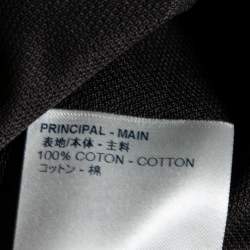 PRINCIPAL - MAIN
表地/本体 - 主料
100% COTON - COTTON
コットン - 棉